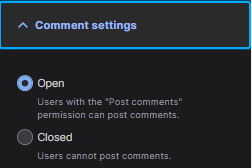 Comment settings
Open
Users with the "Post comments"
permission can post comments.
Closed
Users cannot post comments.